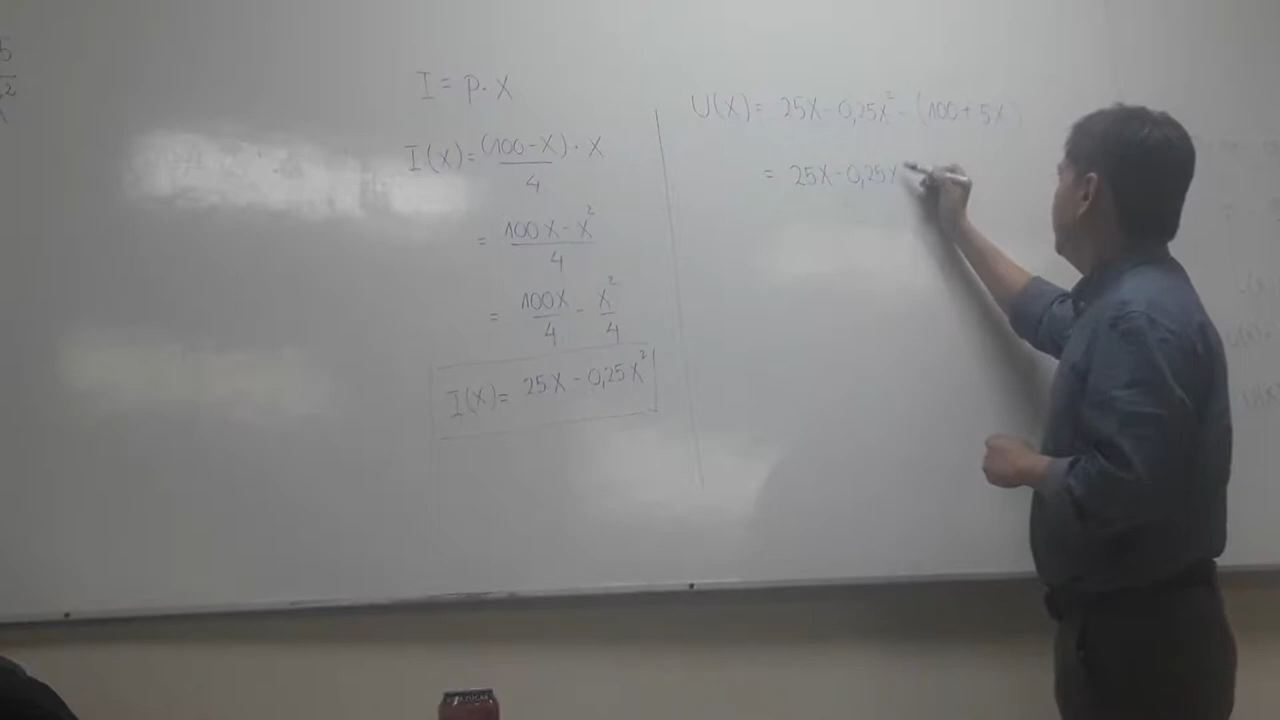 I = p · X
I(X) = (100 - X) · X
4
= 100X - X²
4
= 100X - X²
4 4
I(X) = 25X - 0,25X²
U(X) = 25X - 0,25X² - (100 + 5X)
= 25X - 0,25X